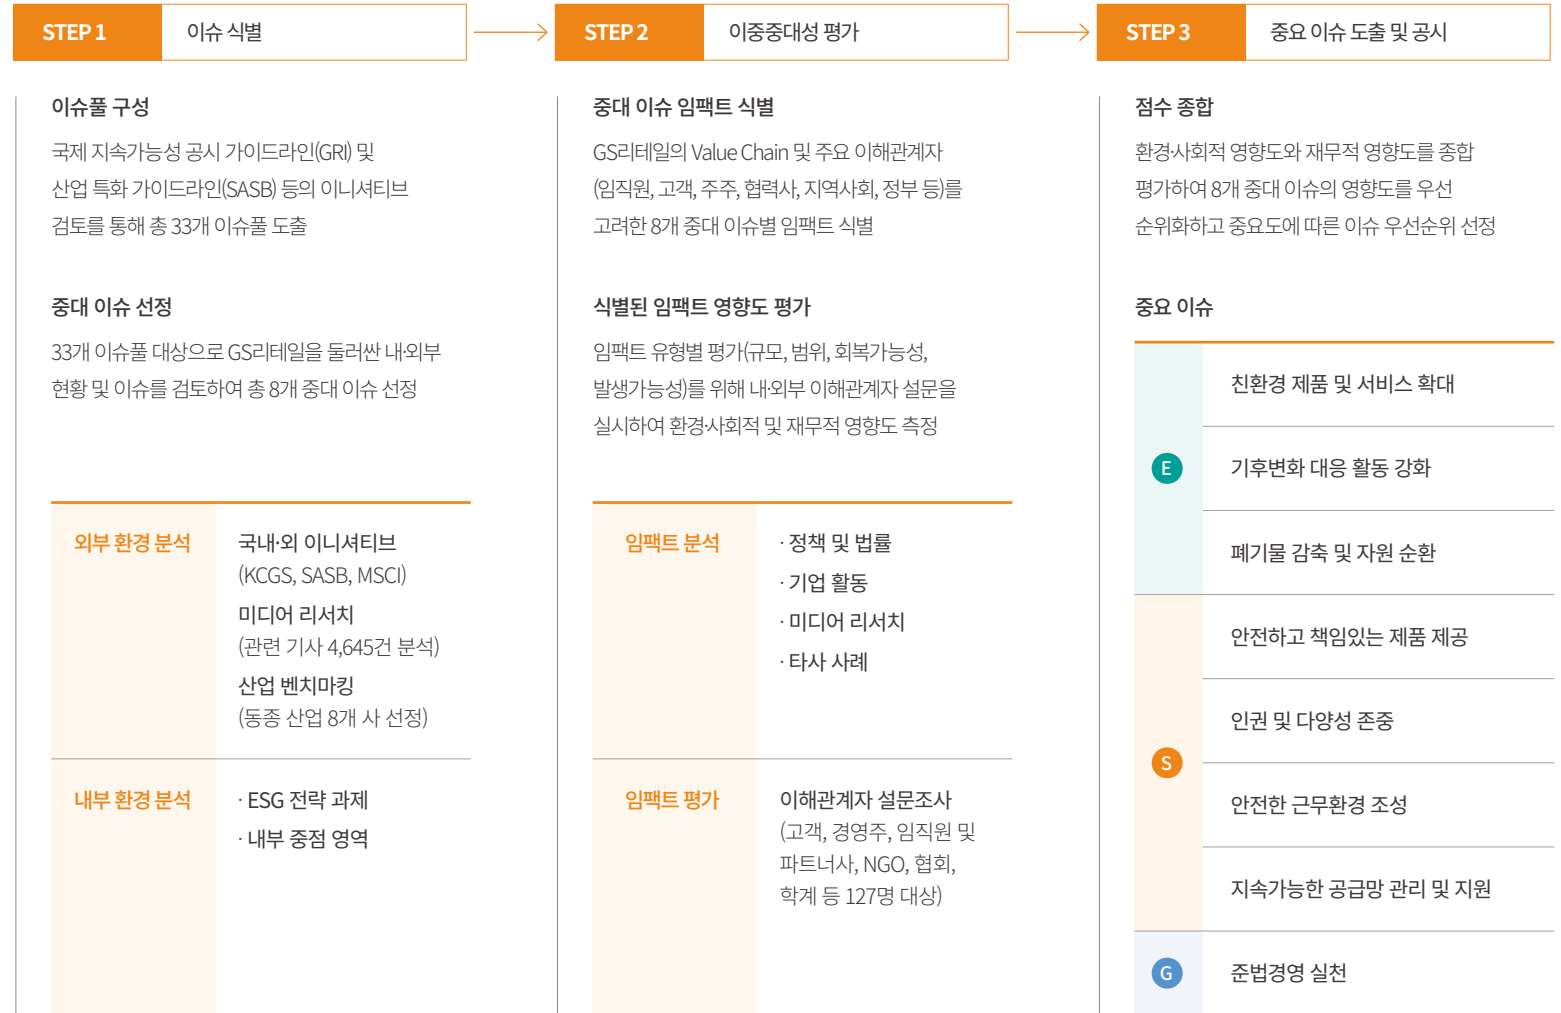 STEP 1
이슈 식별
이슈풀 구성
국제 지속가능성 공시 가이드라인(GRI) 및
산업 특화 가이드라인(SASB) 등의 이니셔티브
검토를 통해 총 33개 이슈풀 도출
중대 이슈 선정
33개 이슈풀 대상으로 GS리테일을 둘러싼 내·외부
현황 및 이슈를 검토하여 총 8개 중대 이슈 선정
외부 환경 분석
국내·외 이니셔티브
(KCGS, SASB, MSCI)
미디어 리서치
(관련 기사 4,645건 분석)
산업 벤치마킹
(동종 산업 8개 사 선정)
내부 환경 분석
· ESG 전략 과제
· 내부 중점 영역
STEP 2
이중중대성 평가
중대 이슈 임팩트 식별
GS리테일의 Value Chain 및 주요 이해관계자
(임직원, 고객, 주주, 협력사, 지역사회, 정부 등)를
고려한 8개 중대 이슈별 임팩트 식별
식별된 임팩트 영향도 평가
임팩트 유형별 평가(규모, 범위, 회복가능성,
발생가능성)를 위해 내·외부 이해관계자 설문을
실시하여 환경·사회적 및 재무적 영향도 측정
임팩트 분석
· 정책 및 법률
· 기업 활동
· 미디어 리서치
· 타사 사례
임팩트 평가
이해관계자 설문조사
(고객, 경영주, 임직원 및
파트너사, NGO, 협회,
학계 등 127명 대상)
STEP 3
중요 이슈 도출 및 공시
점수 종합
환경·사회적 영향도와 재무적 영향도를 종합
평가하여 8개 중대 이슈의 영향도를 우선
순위화하고 중요도에 따른 이슈 우선순위 선정
중요 이슈
E
친환경 제품 및 서비스 확대
기후변화 대응 활동 강화
폐기물 감축 및 자원 순환
S
안전하고 책임있는 제품 제공
인권 및 다양성 존중
안전한 근무환경 조성
지속가능한 공급망 관리 및 지원
G
준법경영 실천